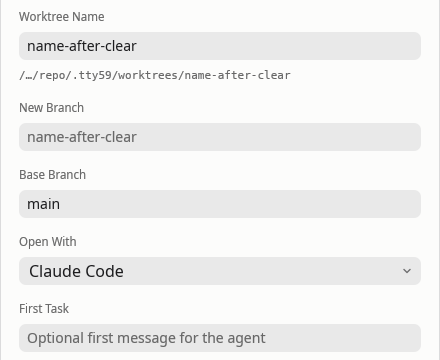 Worktree Name
name-after-clear
/…/repo/.tty59/worktrees/name-after-clear
New Branch
name-after-clear
Base Branch
main
Open With
Claude Code
First Task
Optional first message for the agent